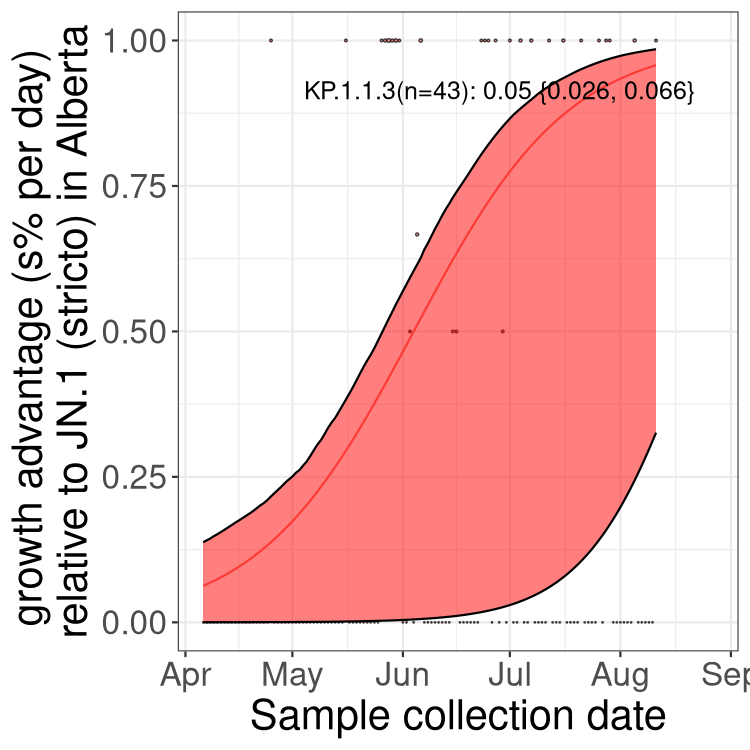 growth advantage (s% per day)
relative to JN.1 (stricto) in Alberta
1.00
0.75
0.50
0.25
0.00
KP.1.1.3(n=43): 0.05 {0.026, 0.066}
Apr May Jun Jul Aug Sep
Sample collection date